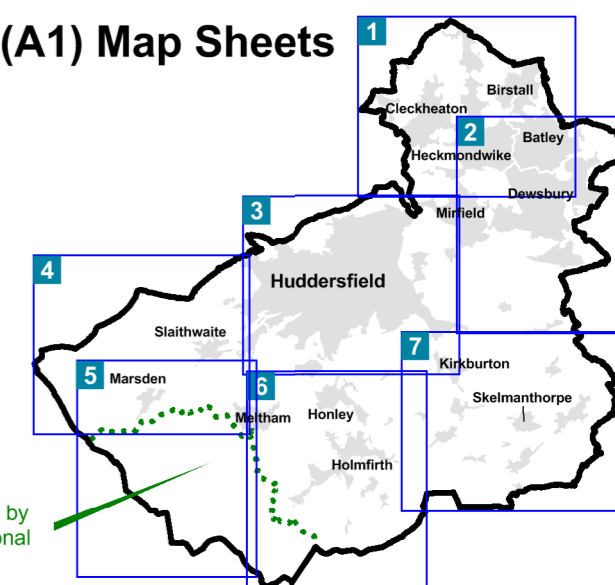 (A1) Map Sheets
1
Birstall
Cleckheaton
2
Batley
Heckmondwike
Dewsbury
3
Mirfield
4
Huddersfield
Slaithwaite
7
Kirkburton
5
Marsden
6
Skelmanthorpe
Meltham
Honley
Holmfirth
by
onal